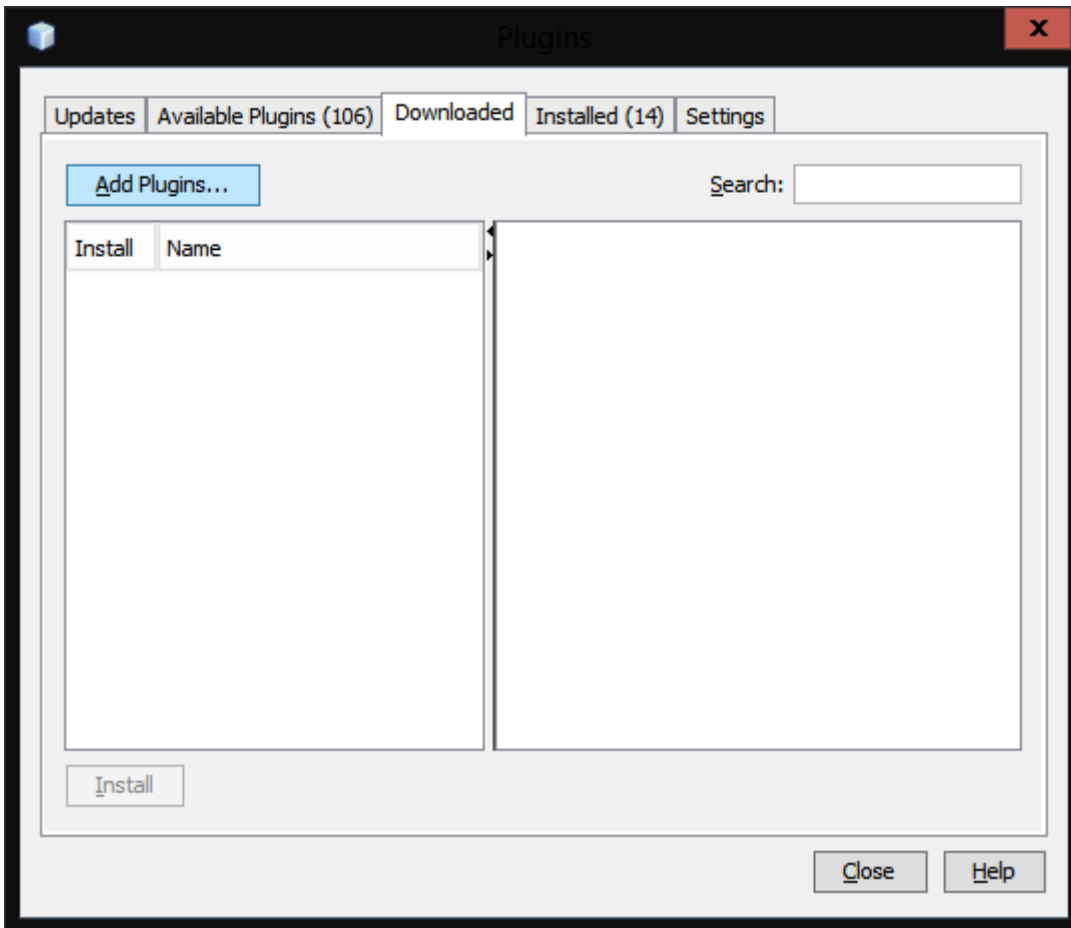 Plugins
x
Updates Available Plugins (106) Downloaded Installed (14) Settings
Add Plugins... Search:
Install Name
Install
Close Help